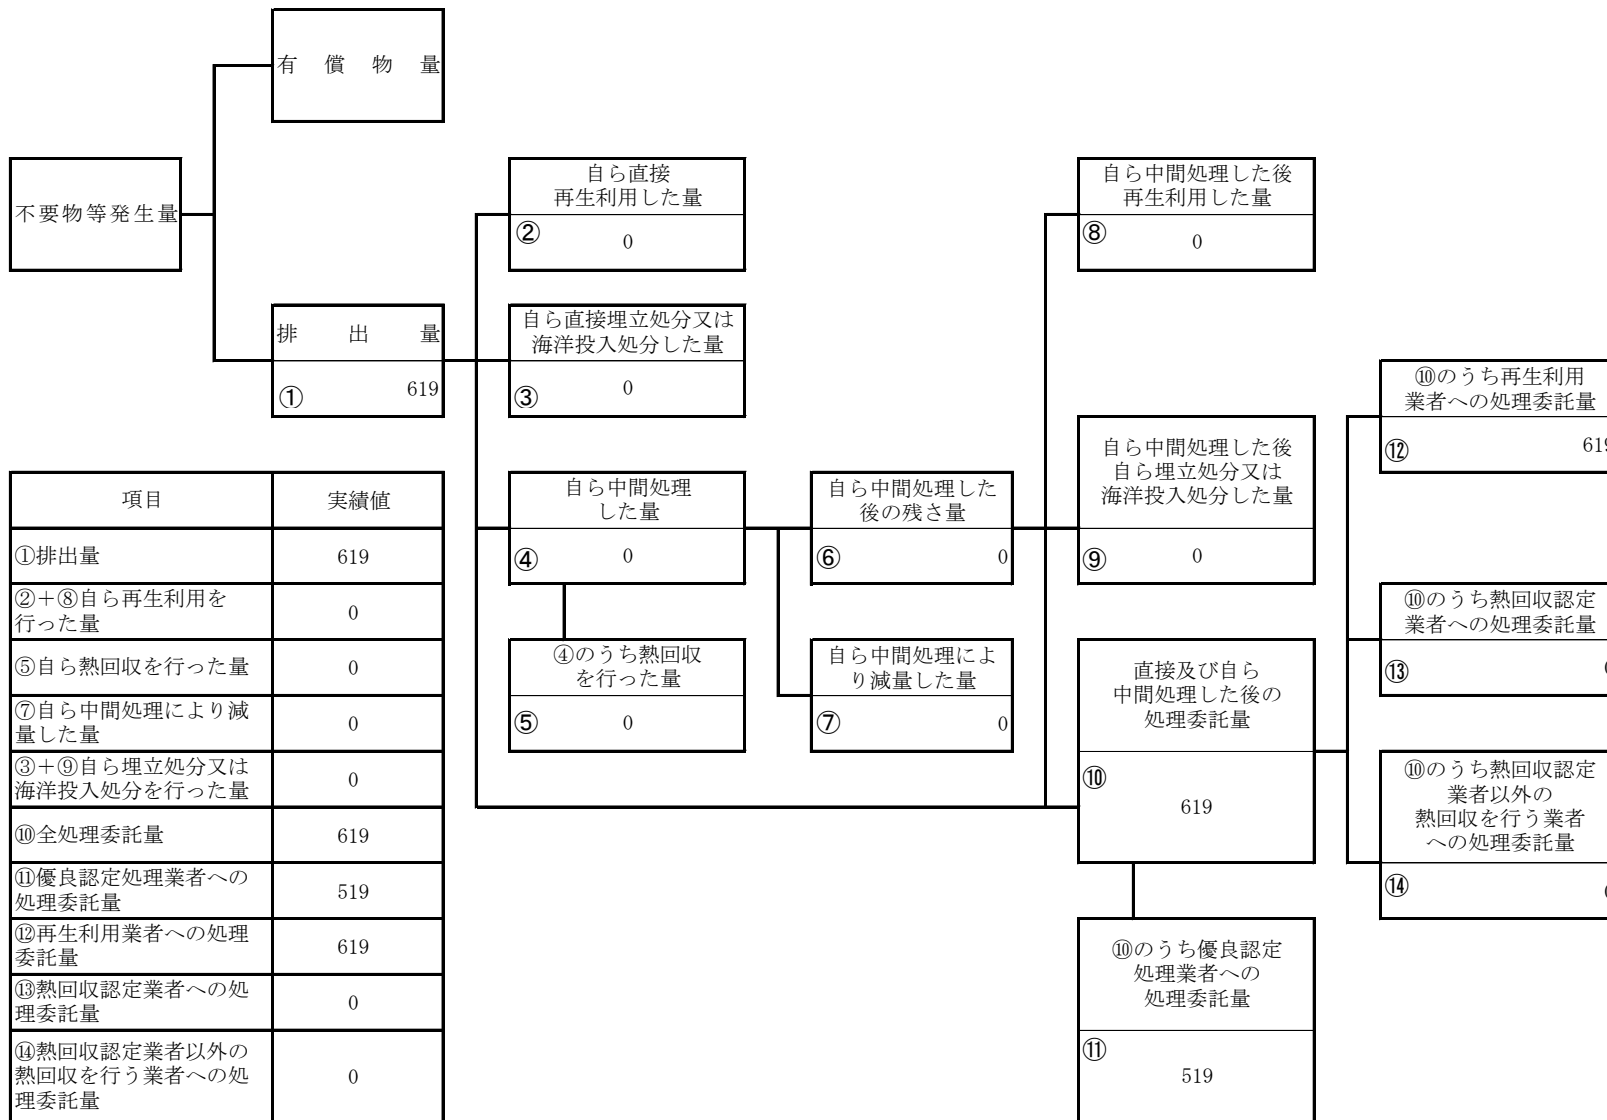 有償物量
不要物等発生量
排出量
① 619
自ら直接
再生利用した量
② 0
自ら直接埋立処分又は
海洋投入処分した量
③ 0
自ら中間処理
した量
④ 0
④のうち熱回収
を行った量
⑤ 0
自ら中間処理した
後の残さ量
⑥ 0
自ら中間処理によ
り減量した量
⑦ 0
自ら中間処理した後
再生利用した量
⑧ 0
自ら中間処理した後
自ら埋立処分又は
海洋投入処分した量
⑨ 0
直接及び自ら
中間処理した後の
処理委託量
⑩
619
⑩のうち優良認定
処理業者への
処理委託量
⑪
519
⑩のうち再生利用
業者への処理委託量
⑫ 619
⑩のうち熱回収認定
業者への処理委託量
⑬
⑩のうち熱回収認定
業者以外の
熱回収を行う業者
への処理委託量
⑭
項目 実績値
①排出量 619
②＋⑧自ら再生利用を
行った量 0
⑤自ら熱回収を行った量 0
⑦自ら中間処理により減
量した量 0
③＋⑨自ら埋立処分又は
海洋投入処分を行った量 0
⑩全処理委託量 619
⑪優良認定処理業者への
処理委託量 519
⑫再生利用業者への処理
委託量 619
⑬熱回収認定業者への処
理委託量 0
⑭熱回収認定業者以外の
熱回収を行う業者への処
理委託量 0